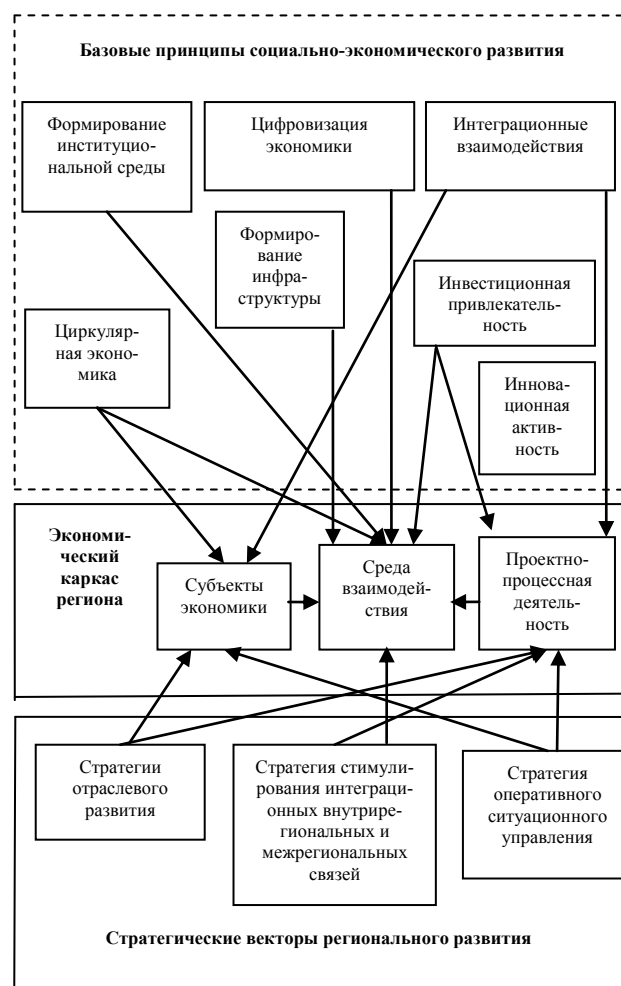 Базовые принципы социально-экономического развития
Формирование
институцио-
нальной среды
Цифровизация
экономики
Интеграционные
взаимодействия
Формиро-
вание
инфра-
структуры
Инвестиционная
привлекатель-
ность
Циркуляр-
ная эконо-
мика
Иннова-
ционная
актив-
ность
Экономи-
ческий
каркас
региона
Субъекты
экономики
Среда
взаимодей-
ствия
Проектно-
процессная
деятель-
ность
Стратегии
отраслевого
развития
Стратегия стимули-
рования интеграци-
онных внутрире-
гиональных и
межрегиональных
связей
Стратегия
оперативного
ситуационного
управления
Стратегические векторы регионального развития